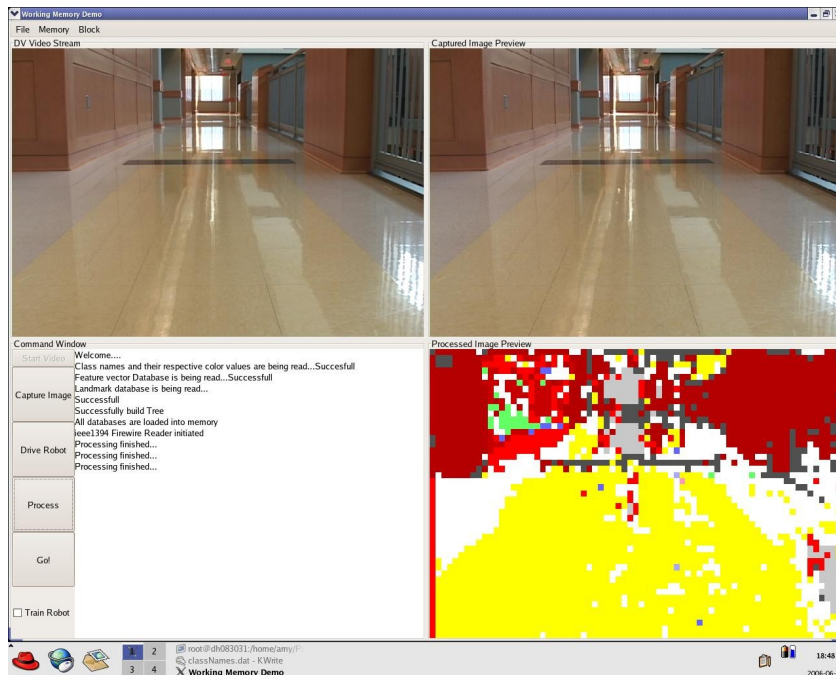 Working Memory Demo
File Memory Block
DV Video Stream
Captured Image Preview
Command Window
Processed Image Preview
Start Video
Capture Image
Drive Robot
Process
Go!
Train Robot
Welcome....
Class names and their respective color values are being read...Succesfull
Feature vector Database is being read...Successfull
Landmark database is being read...
Successfull
Successfully build Tree
All databases are loaded into memory
ieee1394 Firewire Reader initiated
Processing finished...
Processing finished...
Processing finished...
1 2
3 4
root@dh083031:/home/amy/P
classNames.dat - KWrite
Working Memory Demo
18:48
2006-06-